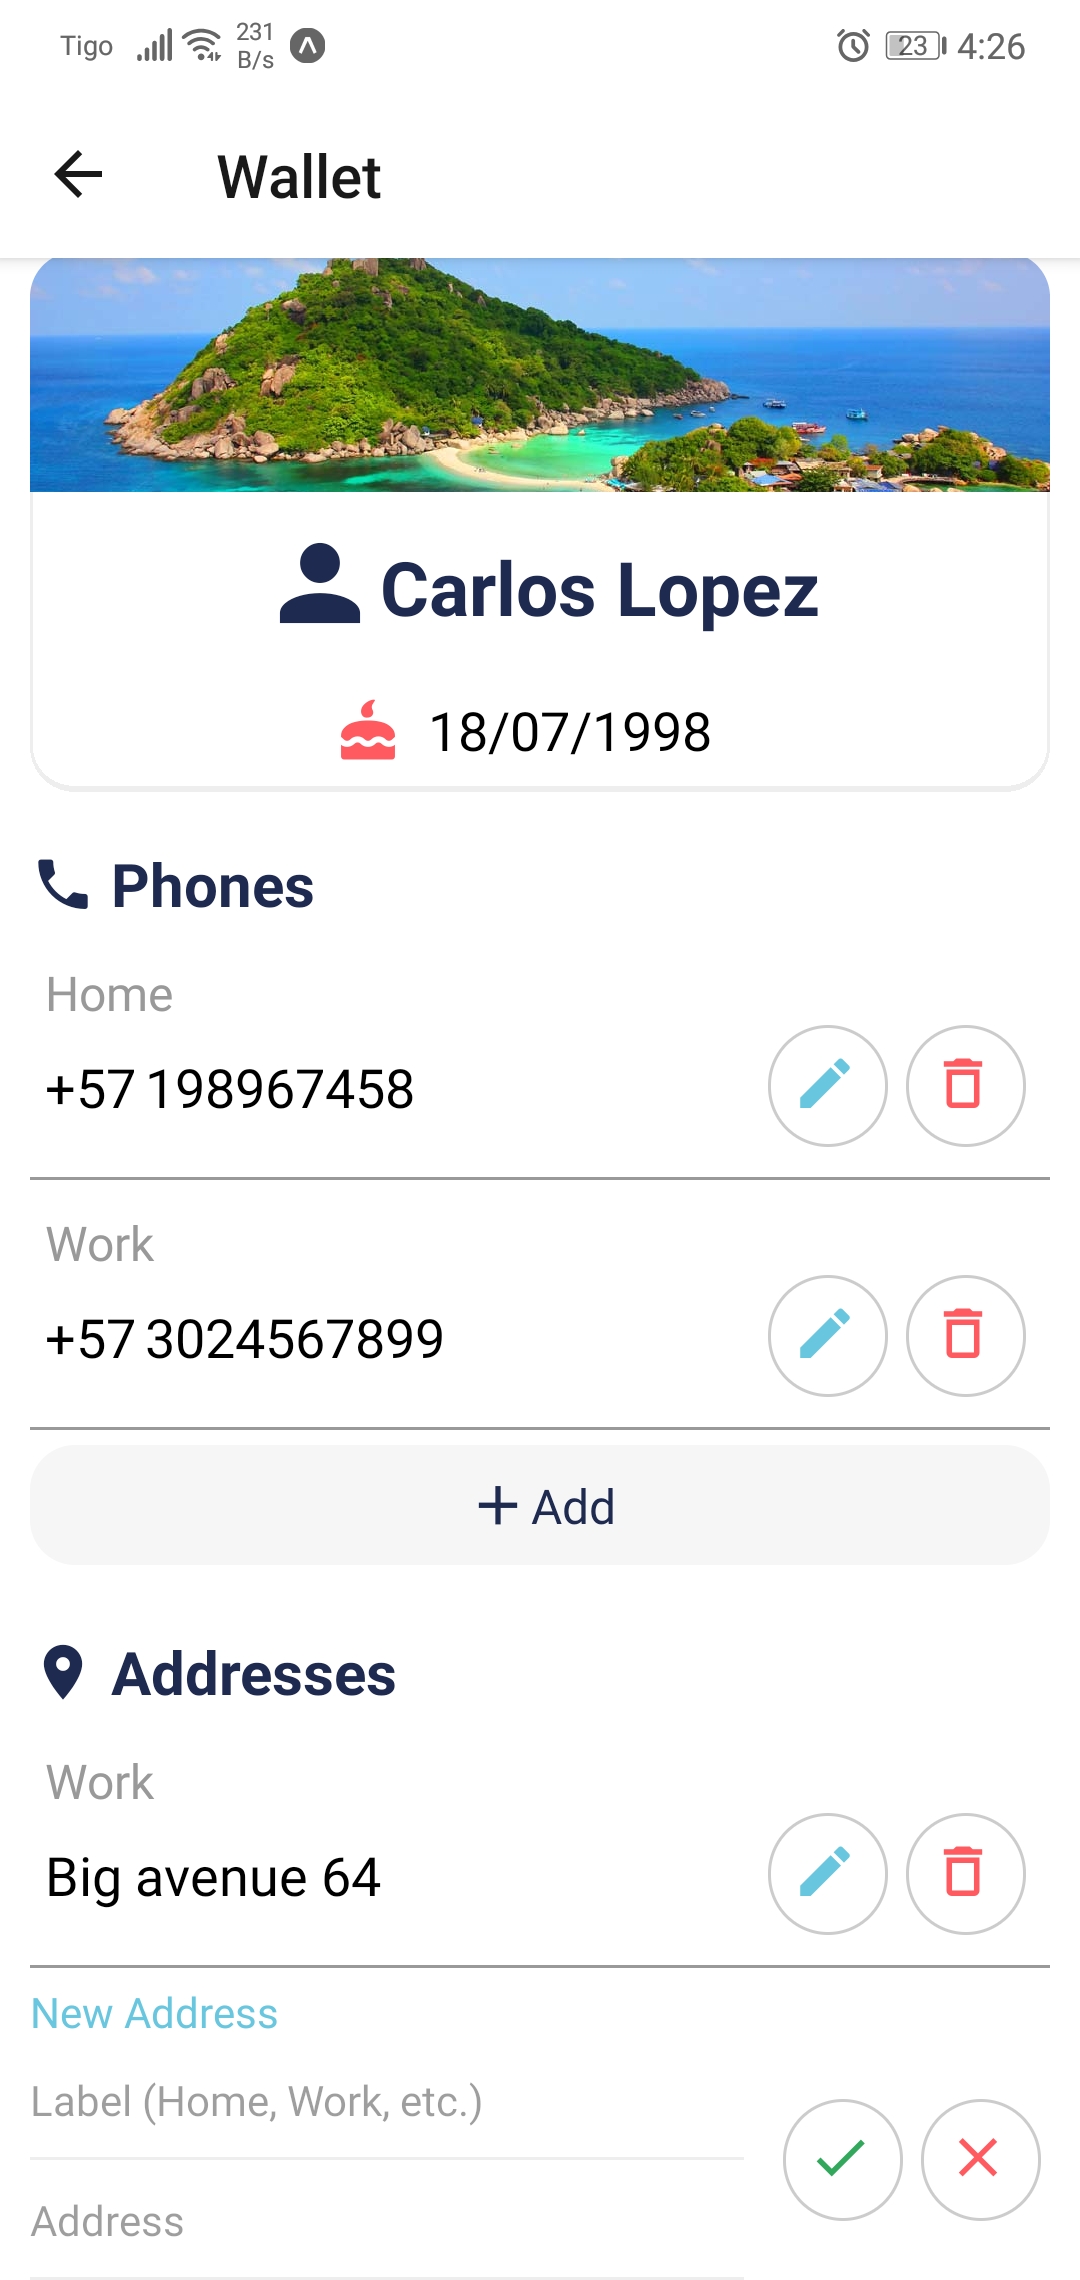 Tigo 231 B/s 23 4:26
Wallet
Carlos Lopez
18/07/1998
Phones
Home
+57 198967458
Work
+57 3024567899
+ Add
Addresses
Work
Big avenue 64
New Address
Label (Home, Work, etc.)
Address